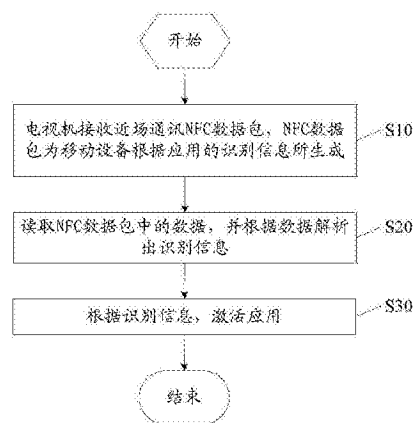 开始
电视机接收近场通讯NFC数据包，NFC数据
包为移动设备根据应用的识别信息所生成
S10
读取NFC数据包中的数据，并根据数据解析
出识别信息
S20
根据识别信息，激活应用
S30
结束